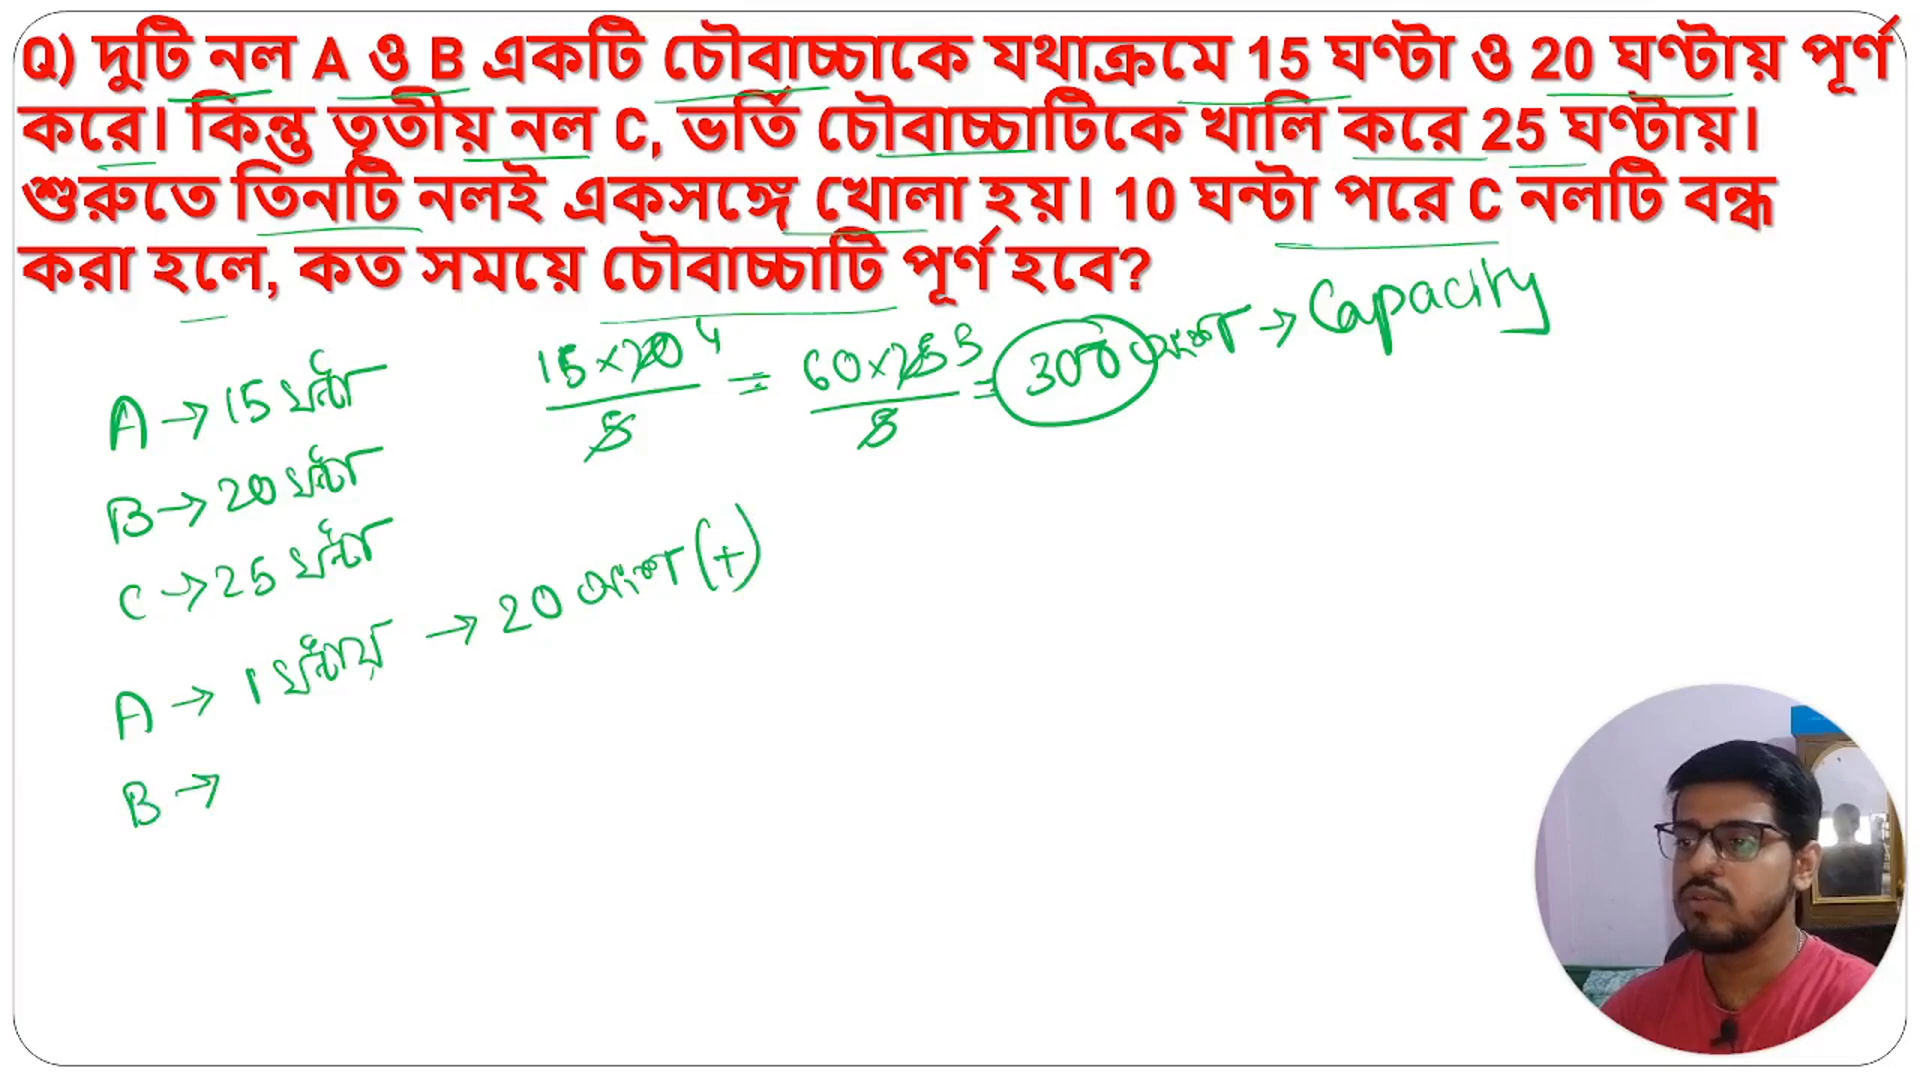 Q) দুটি নল A ও B একটি চৌবাচ্চাকে যথাক্রমে 15 ঘণ্টা ও 20 ঘণ্টায় পূর্ণ
করে। কিন্তু তৃতীয় নল C, ভর্তি চৌবাচ্চাটিকে খালি করে 25 ঘণ্টায়।
শুরুতে তিনটি নলই একসঙ্গে খোলা হয়। 10 ঘন্টা পরে C নলটি বন্ধ
করা হলে, কত সময়ে চৌবাচ্চাটি পূর্ণ হবে?
15×20 4 / 5 = 60×25 5 / 5 = 300 অংশ → Capacity
A → 15 ঘন্টা
B → 20 ঘন্টা
C → 25 ঘন্টা
A → 1 ঘন্টায় → 20 অংশ (+)
B →